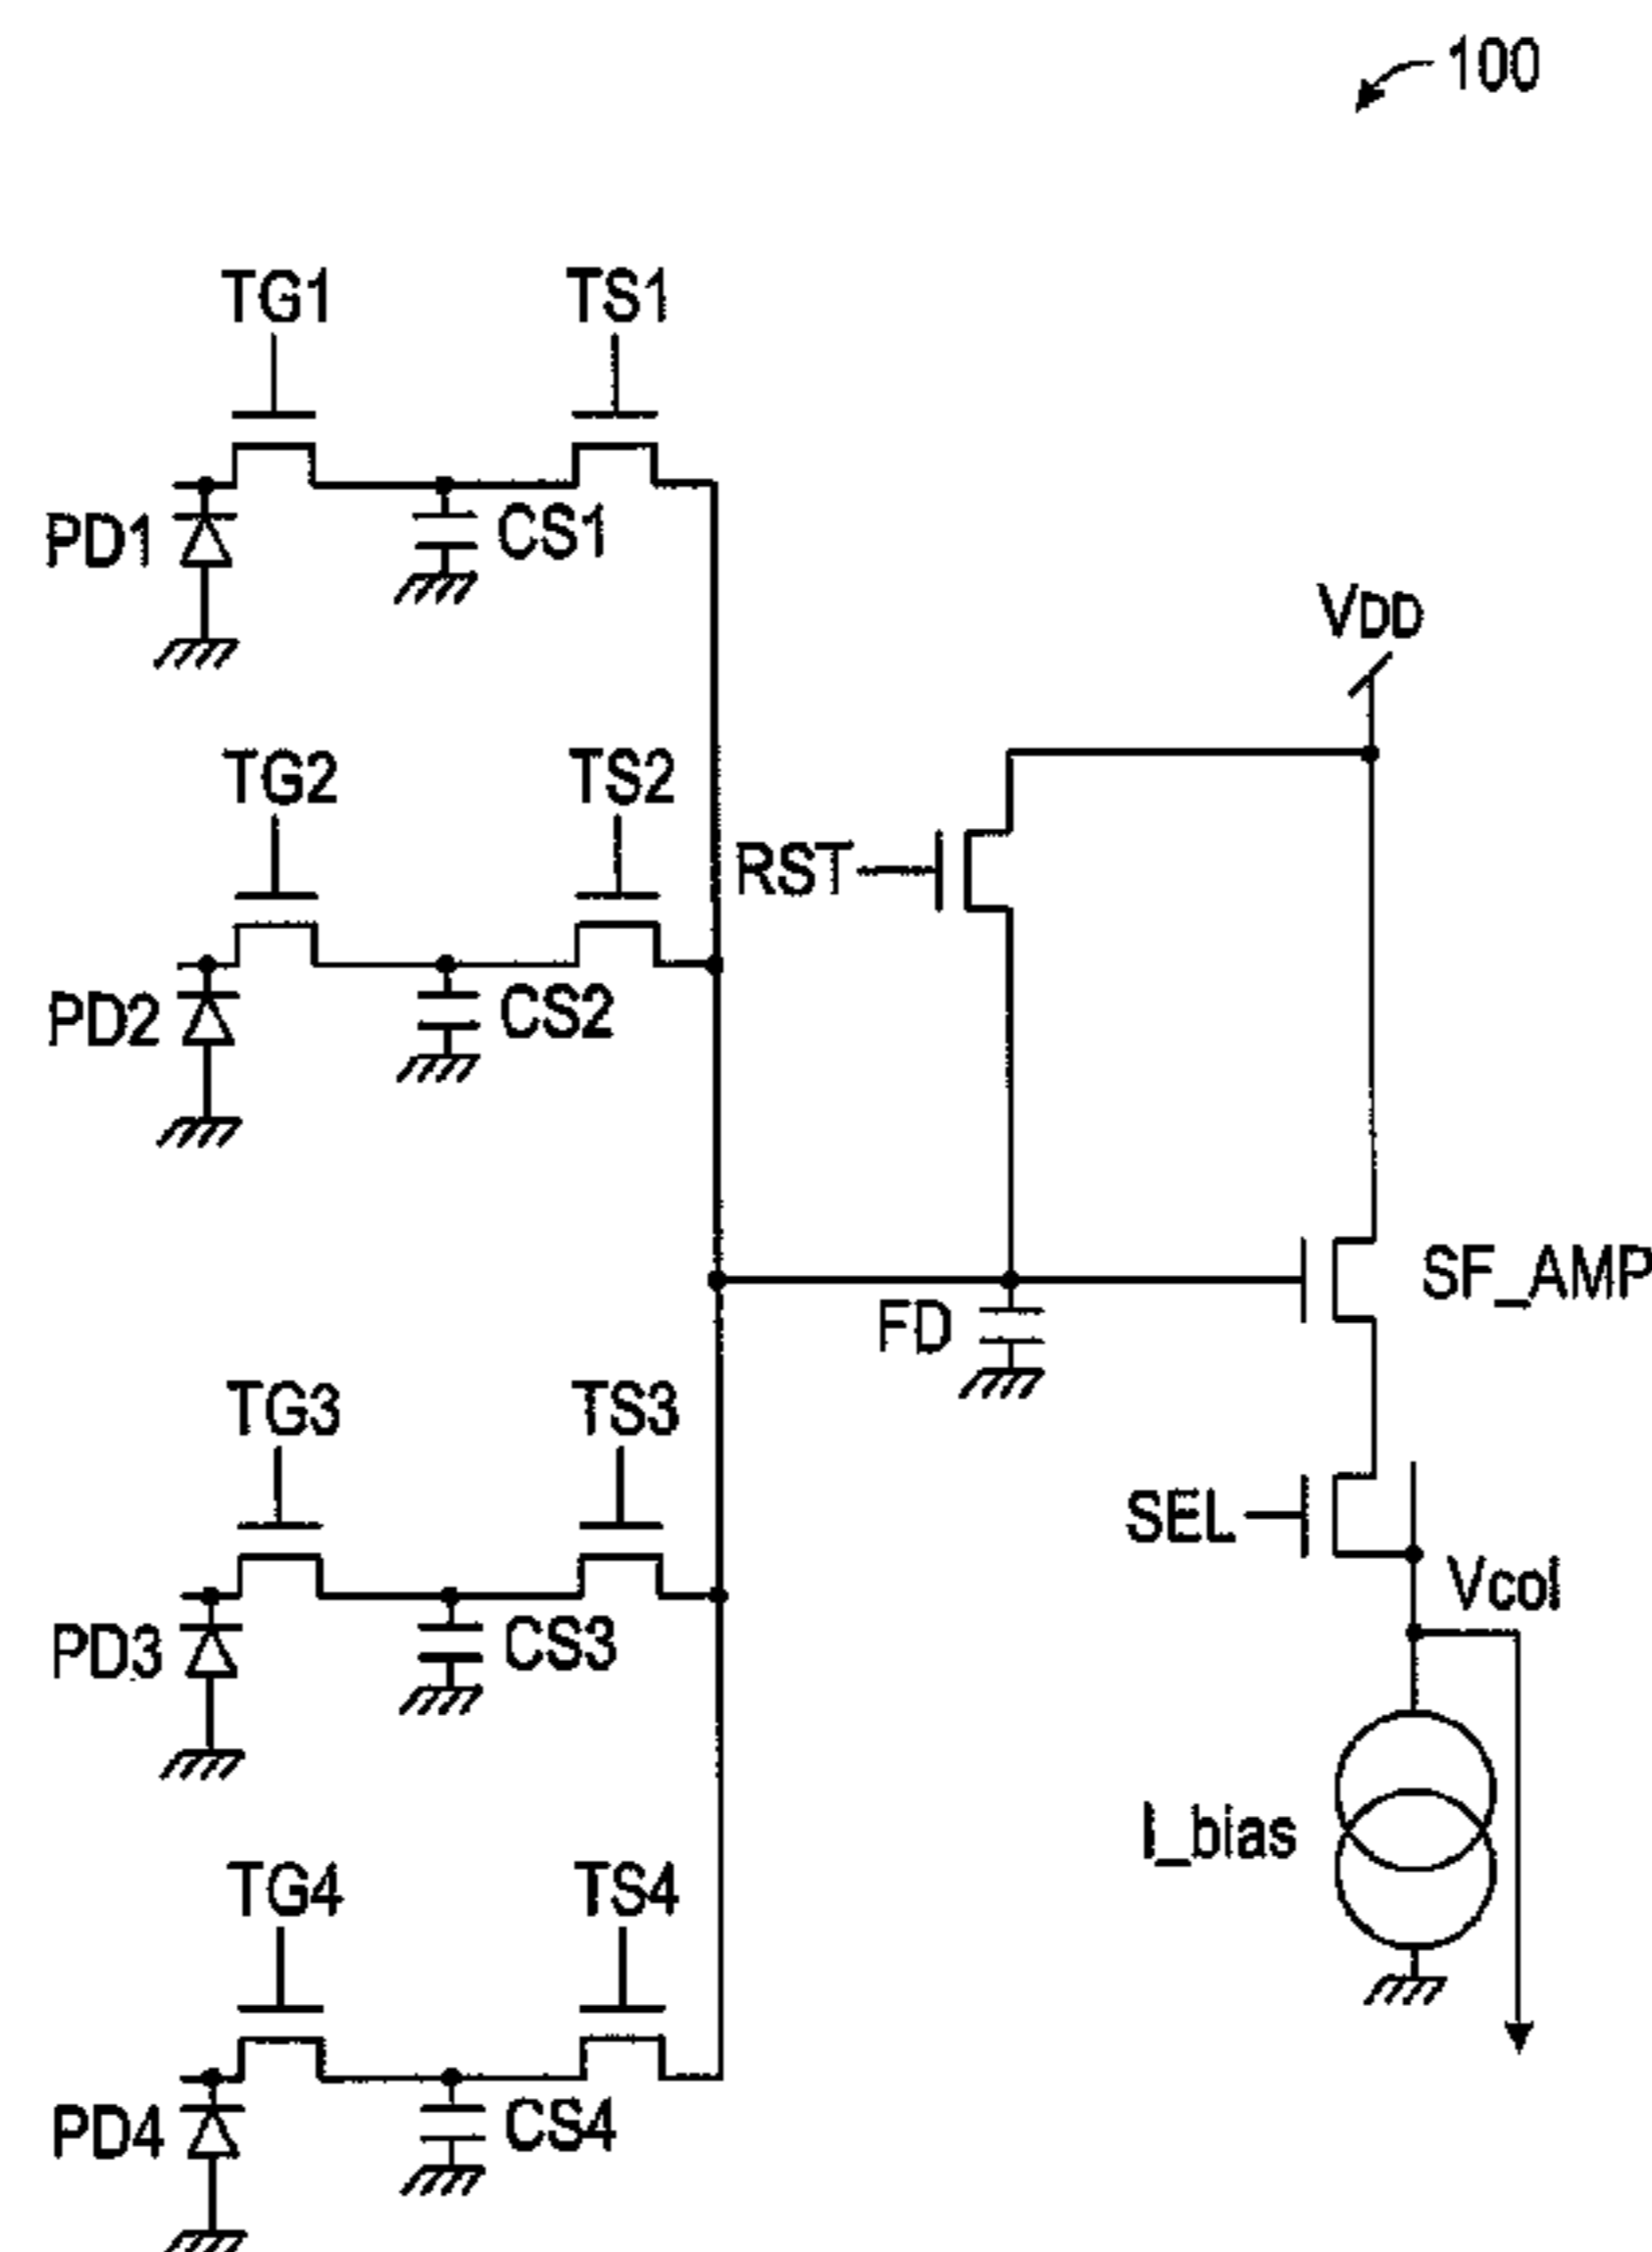 100
TG1 TS1
PD1 CS1
VDD
TG2 TS2
RST
PD2 CS2
SF_AMP
FD
TG3 TS3
SEL
Vcol
PD3 CS3
I_bias
TG4 TS4
PD4 CS4